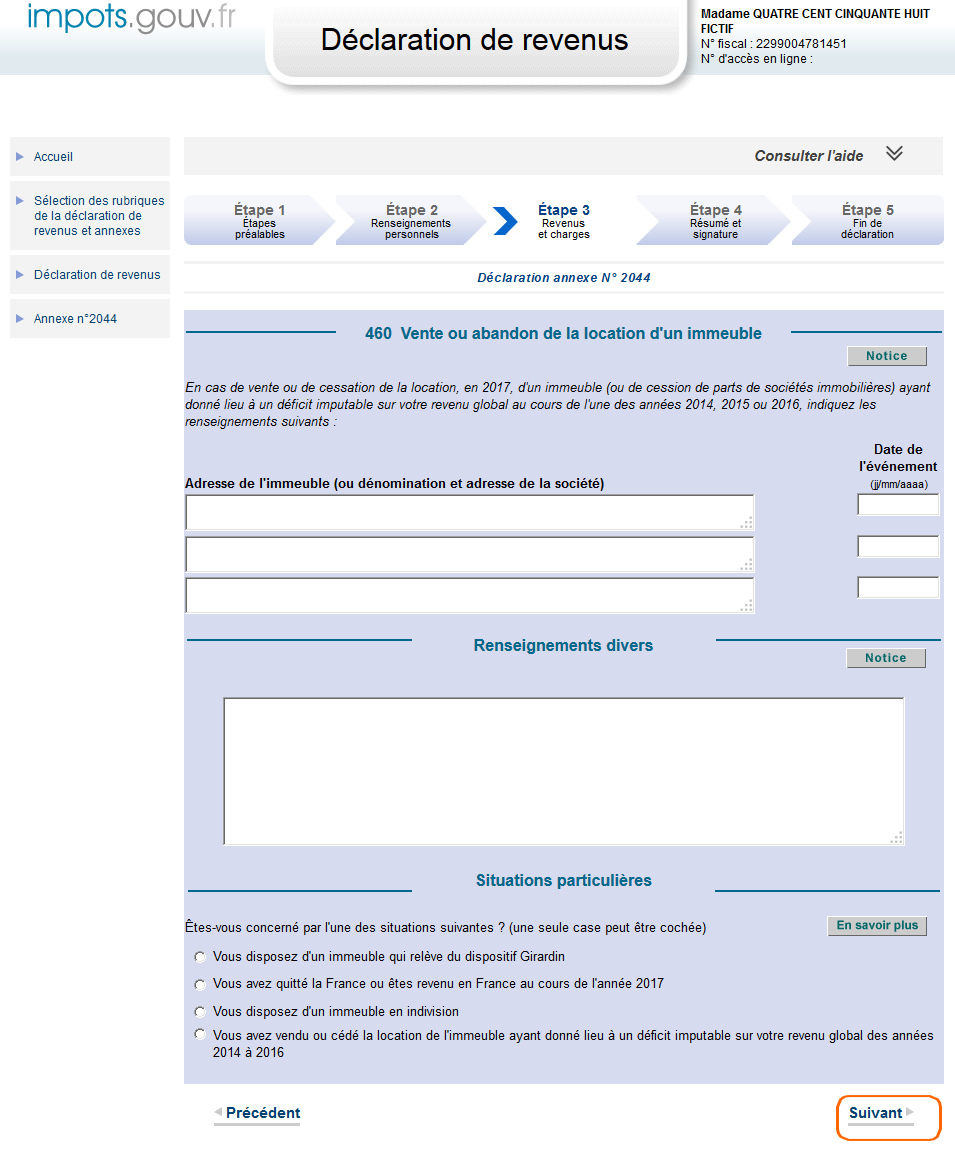 impots.gouv.fr
Déclaration de revenus
Madame QUATRE CENT CINQUANTE HUIT
FICTIF
N° fiscal : 2299004781451
N° d'accès en ligne :
Accueil
Sélection des rubriques
de la déclaration de
revenus et annexes
Déclaration de revenus
Annexe n°2044
Consulter l'aide
Étape 1
Étapes
préalables
Étape 2
Renseignements
personnels
Étape 3
Revenus
et charges
Étape 4
Résumé et
signature
Étape 5
Fin de
déclaration
Déclaration annexe N° 2044
460 Vente ou abandon de la location d'un immeuble
Notice
En cas de vente ou de cessation de la location, en 2017, d'un immeuble (ou de cession de parts de sociétés immobilières) ayant
donné lieu à un déficit imputable sur votre revenu global au cours de l'une des années 2014, 2015 ou 2016, indiquez les
renseignements suivants :
Date de
l'événement
Adresse de l'immeuble (ou dénomination et adresse de la société)
(jj/mm/aaaa)
Renseignements divers
Notice
Situations particulières
Êtes-vous concerné par l'une des situations suivantes ? (une seule case peut être cochée)
En savoir plus
Vous disposez d'un immeuble qui relève du dispositif Girardin
Vous avez quitté la France ou êtes revenu en France au cours de l'année 2017
Vous disposez d'un immeuble en indivision
Vous avez vendu ou cédé la location de l'immeuble ayant donné lieu à un déficit imputable sur votre revenu global des années
2014 à 2016
Précédent
Suivant